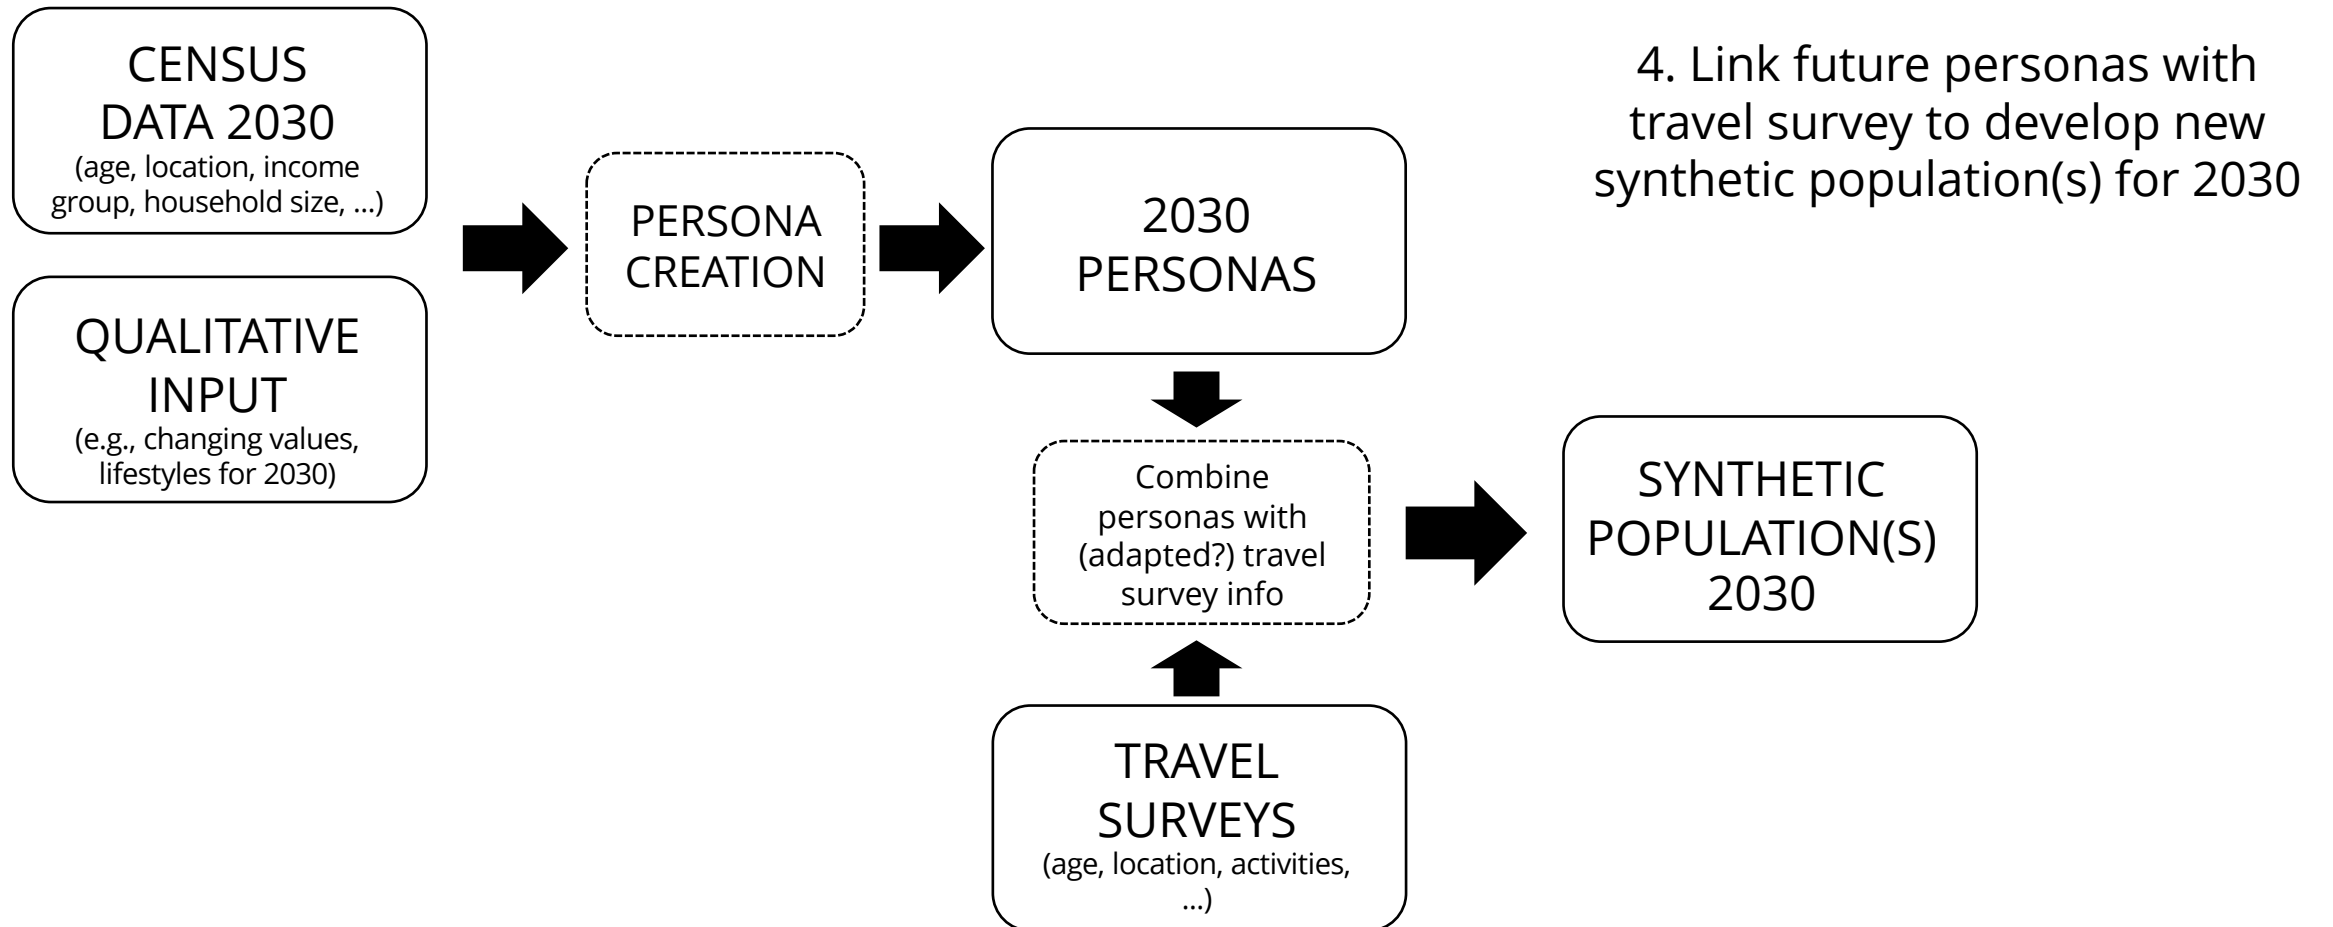 CENSUS
DATA 2030
(age, location, income
group, household size, ...)
QUALITATIVE
INPUT
(e.g., changing values,
lifestyles for 2030)
PERSONA
CREATION
2030
PERSONAS
4. Link future personas with
travel survey to develop new
synthetic population(s) for 2030
Combine
personas with
(adapted?) travel
survey info
SYNTHETIC
POPULATION(S)
2030
TRAVEL
SURVEYS
(age, location, activities,
...)